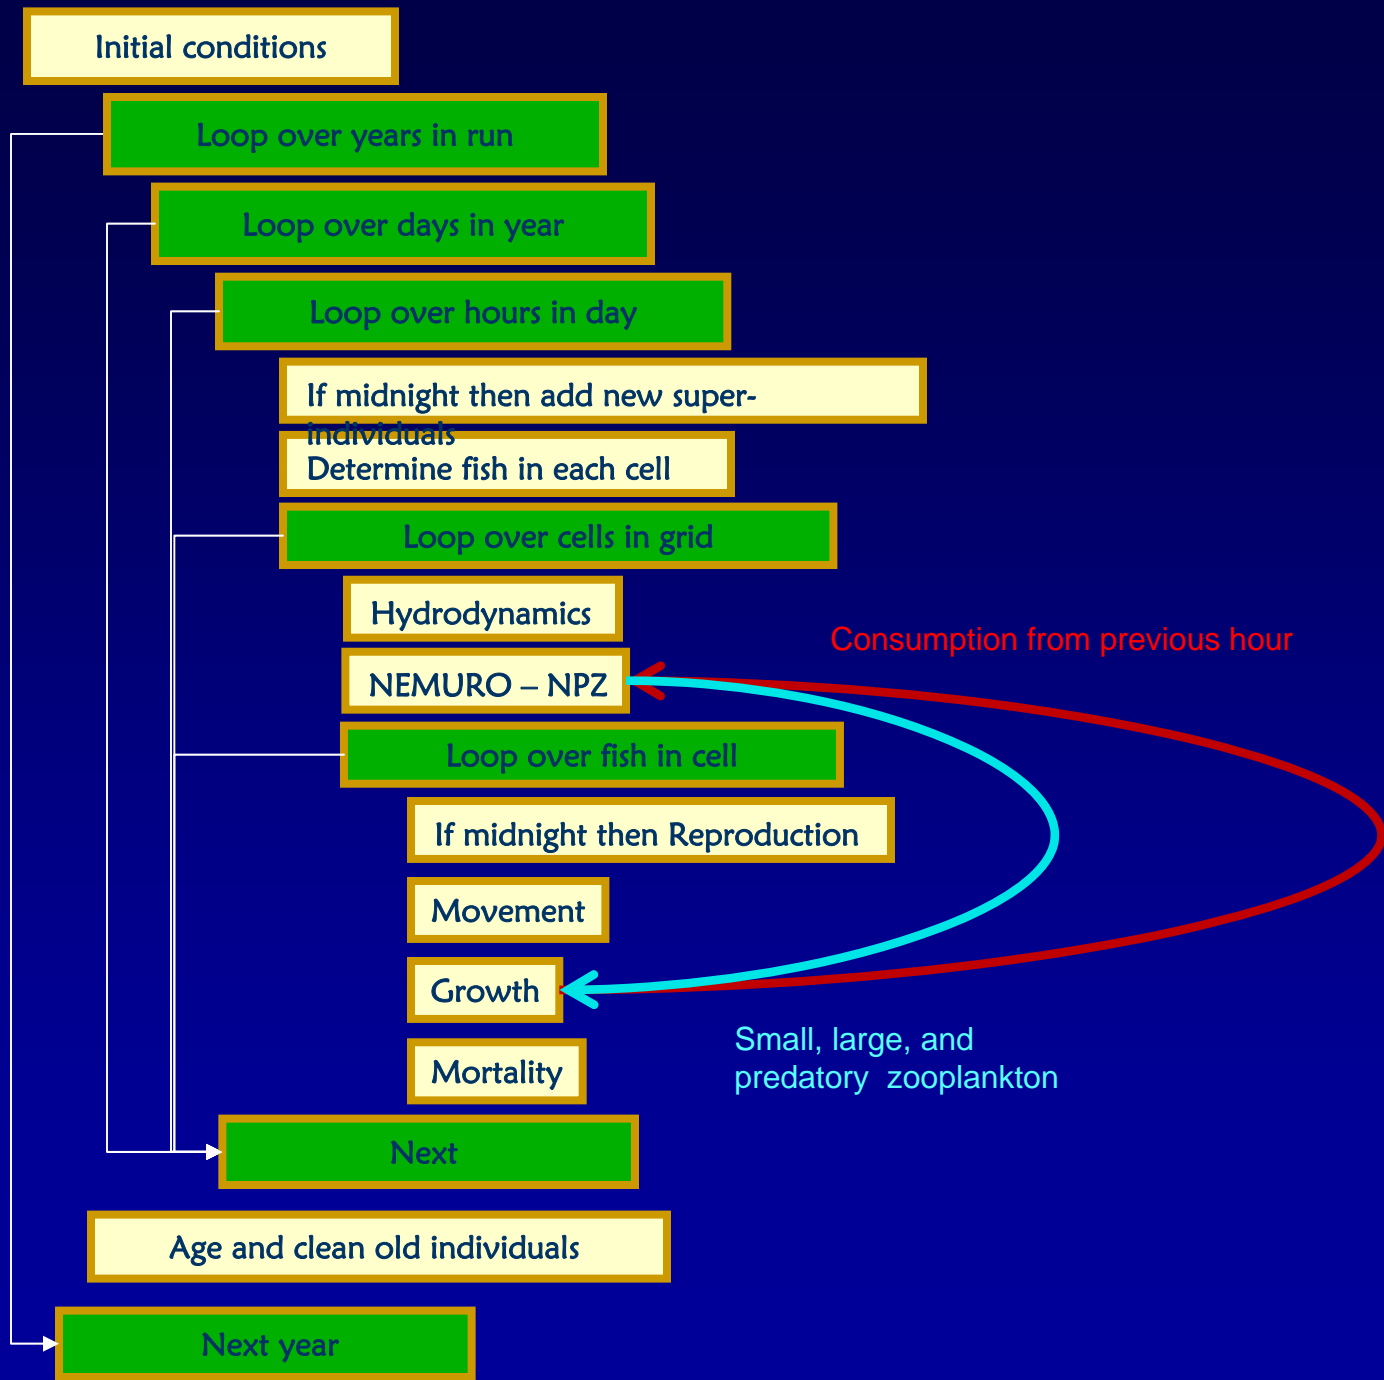 Initial conditions
Loop over years in run
Loop over days in year
Loop over hours in day
If midnight then add new super-
individuals
Determine fish in each cell
Loop over cells in grid
Hydrodynamics
Consumption from previous hour
NEMURO – NPZ
Loop over fish in cell
If midnight then Reproduction
Movement
Growth
Small, large, and
predatory zooplankton
Mortality
Next
Age and clean old individuals
Next year